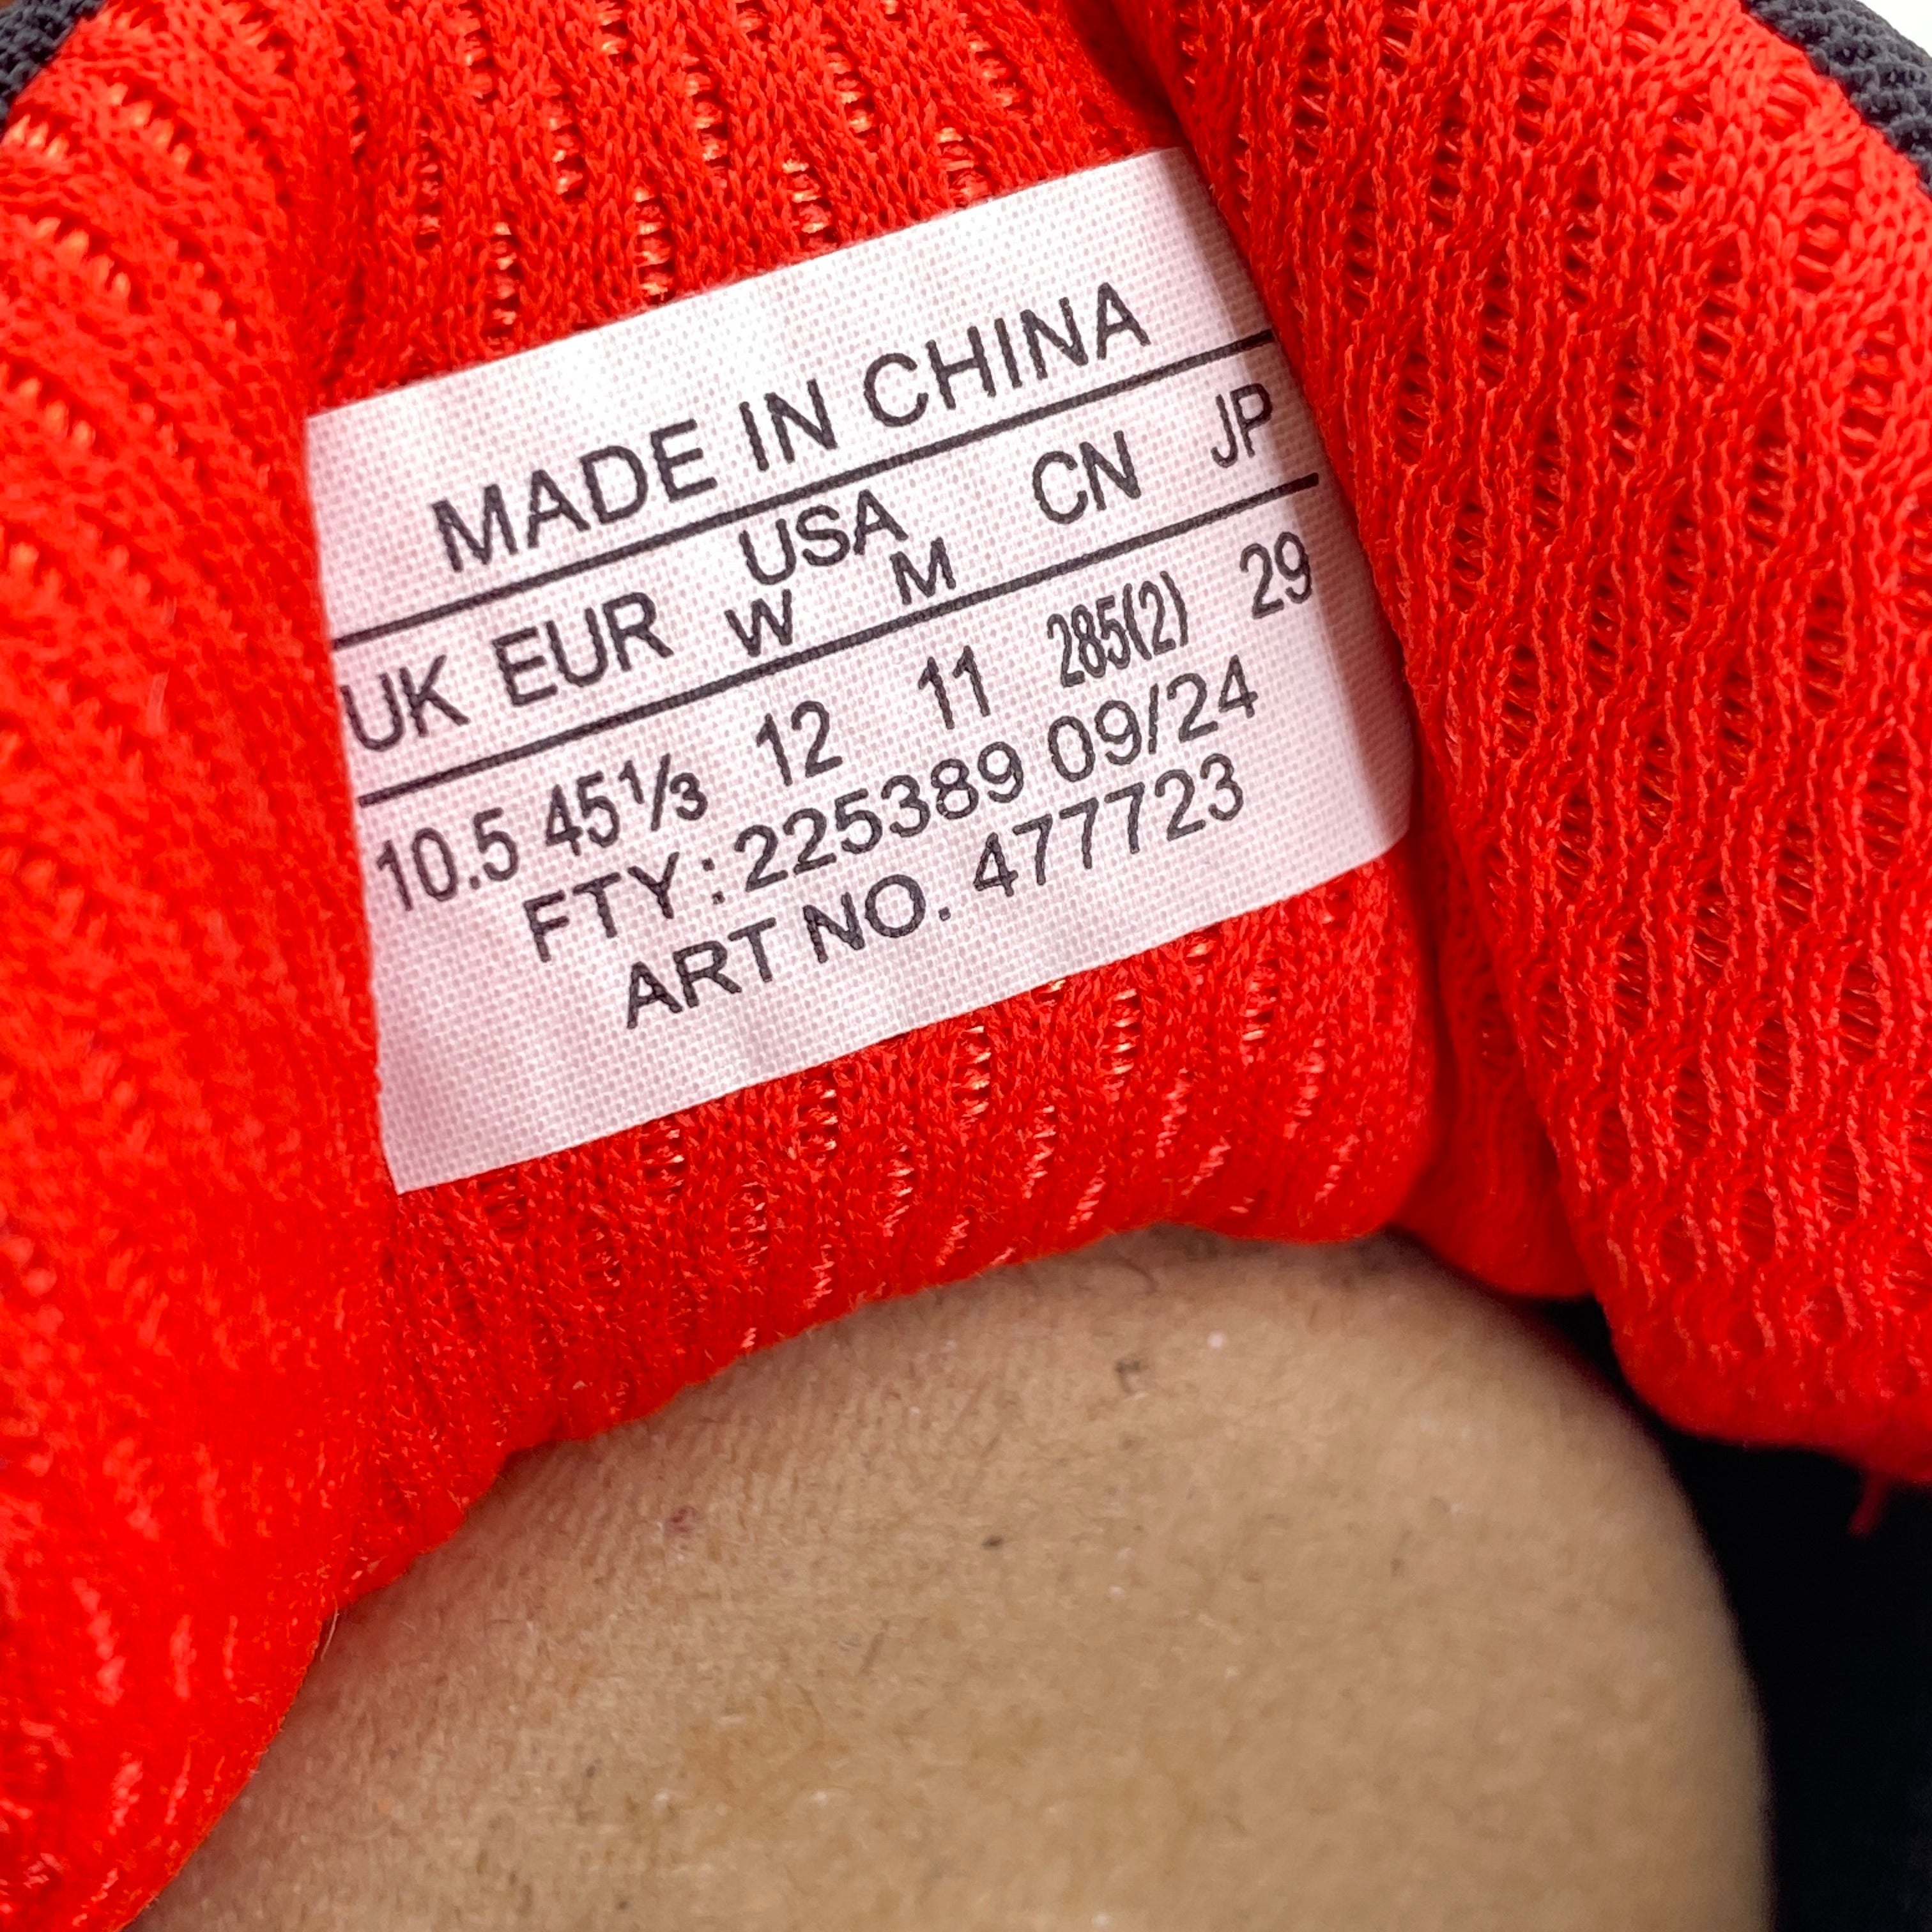 MADE IN CHINA
UK EUR USA CN JP
W M
10.5 45⅓ 12 11 285(2) 29
FTY: 225389 09/24
ART NO. 477723